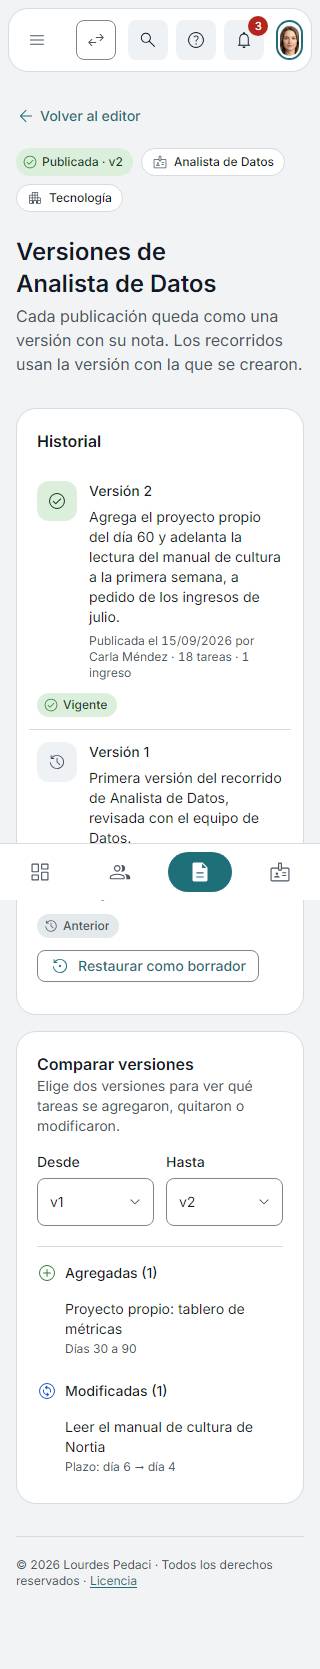 3
Volver al editor
Publicada · v2
Analista de Datos
Tecnología
Versiones de
Analista de Datos
Cada publicación queda como una
versión con su nota. Los recorridos
usan la versión con la que se crearon.
Historial
Versión 2
Agrega el proyecto propio
del día 60 y adelanta la
lectura del manual de cultura
a la primera semana, a
pedido de los ingresos de
julio.
Publicada el 15/09/2026 por
Carla Méndez · 18 tareas · 1
ingreso
Vigente
Versión 1
Primera versión del recorrido
de Analista de Datos,
revisada con el equipo de
Datos.
Anterior
Restaurar como borrador
Comparar versiones
Elige dos versiones para ver qué
tareas se agregaron, quitaron o
modificaron.
Desde
Hasta
v1
v2
Agregadas (1)
Proyecto propio: tablero de
métricas
Días 30 a 90
Modificadas (1)
Leer el manual de cultura de
Nortia
Plazo: día 6 → día 4
© 2026 Lourdes Pedaci · Todos los derechos
reservados · Licencia